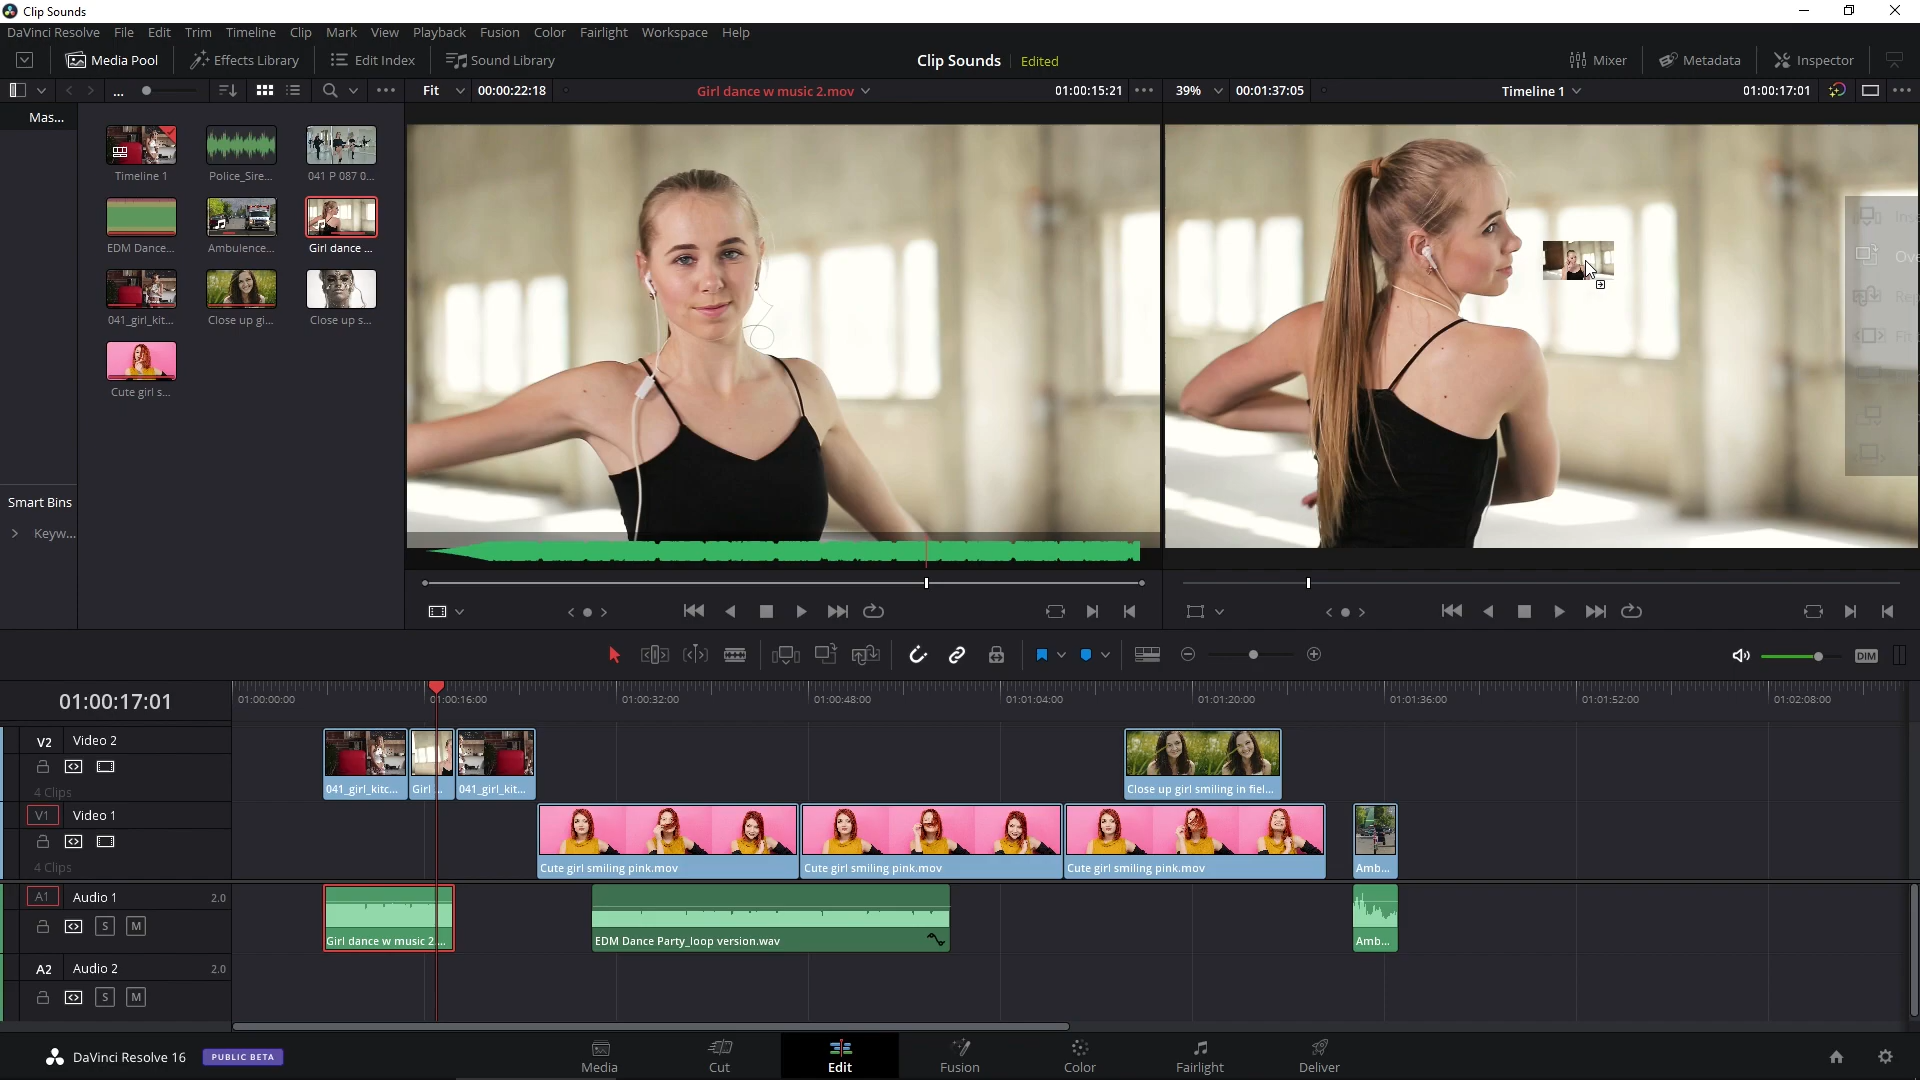 Clip Sounds
DaVinci Resolve File Edit Trim Timeline Clip Mark View Playback Fusion Color Fairlight Workspace Help
Media Pool Effects Library Edit Index Sound Library Clip Sounds Edited Mixer Metadata Inspector
... Fit 00:00:22:18 Girl dance w music 2.mov 01:00:15:21 39% 00:01:37:05 Timeline 1 01:00:17:01
Mas...
Timeline 1 Police_Sire... 041 P 087 0...
EDM Dance... Ambulence... Girl dance ...
041_girl_kit... Close up gi... Close up s...
Cute girl s...
Ove
Smart Bins
Keyw...
DIM
01:00:17:01 01:00:00:00 01:00:16:00 01:00:32:00 01:00:48:00 01:01:04:00 01:01:20:00 01:01:36:00 01:01:52:00 01:02:08:00
V2 Video 2
4 Clips 041_girl_kitc... Girl ... 041_girl_kit... Close up girl smiling in fiel...
V1 Video 1
4 Clips Cute girl smiling pink.mov Cute girl smiling pink.mov Cute girl smiling pink.mov Amb...
A1 Audio 1 2.0
S M
Girl dance w music 2.... EDM Dance Party_loop version.wav Amb...
A2 Audio 2 2.0
S M
DaVinci Resolve 16 PUBLIC BETA Media Cut Edit Fusion Color Fairlight Deliver